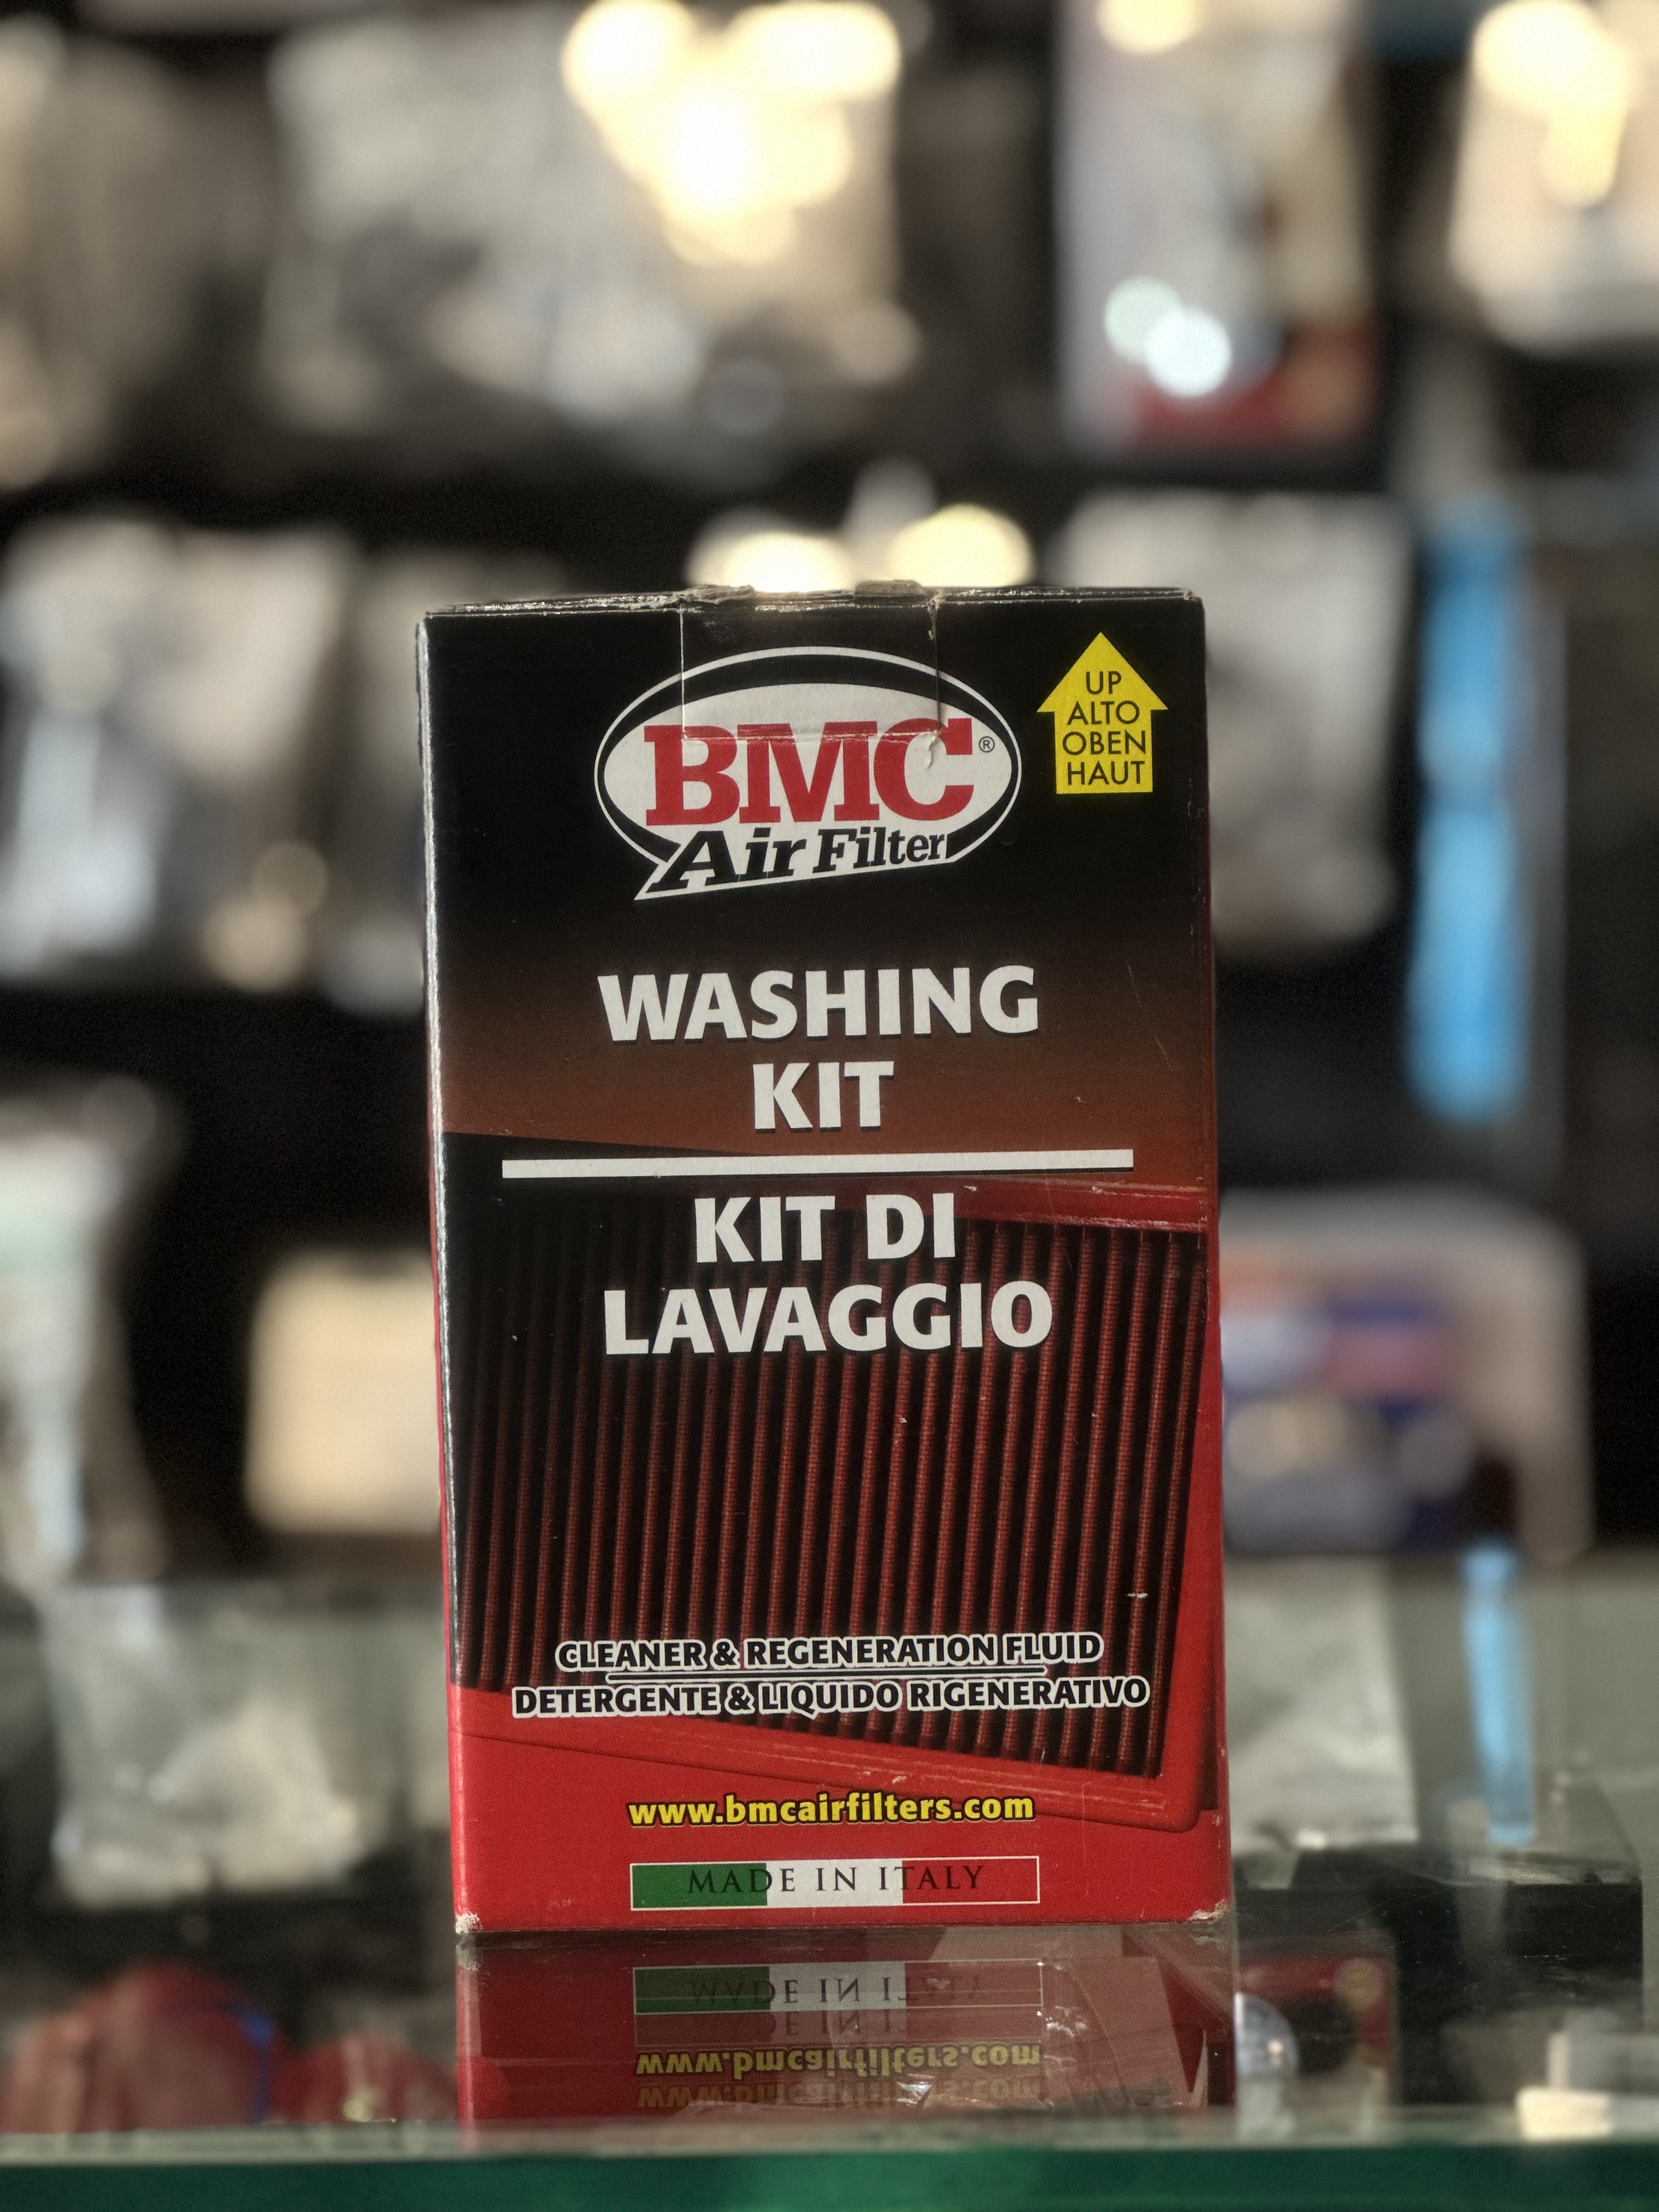 BMC®
Air Filter
UP
ALTO
OBEN
HAUT
WASHING
KIT
KIT DI
LAVAGGIO
CLEANER & REGENERATION FLUID
DETERGENTE & LIQUIDO RIGENERATIVO
www.bmcairfilters.com
MADE IN ITALY